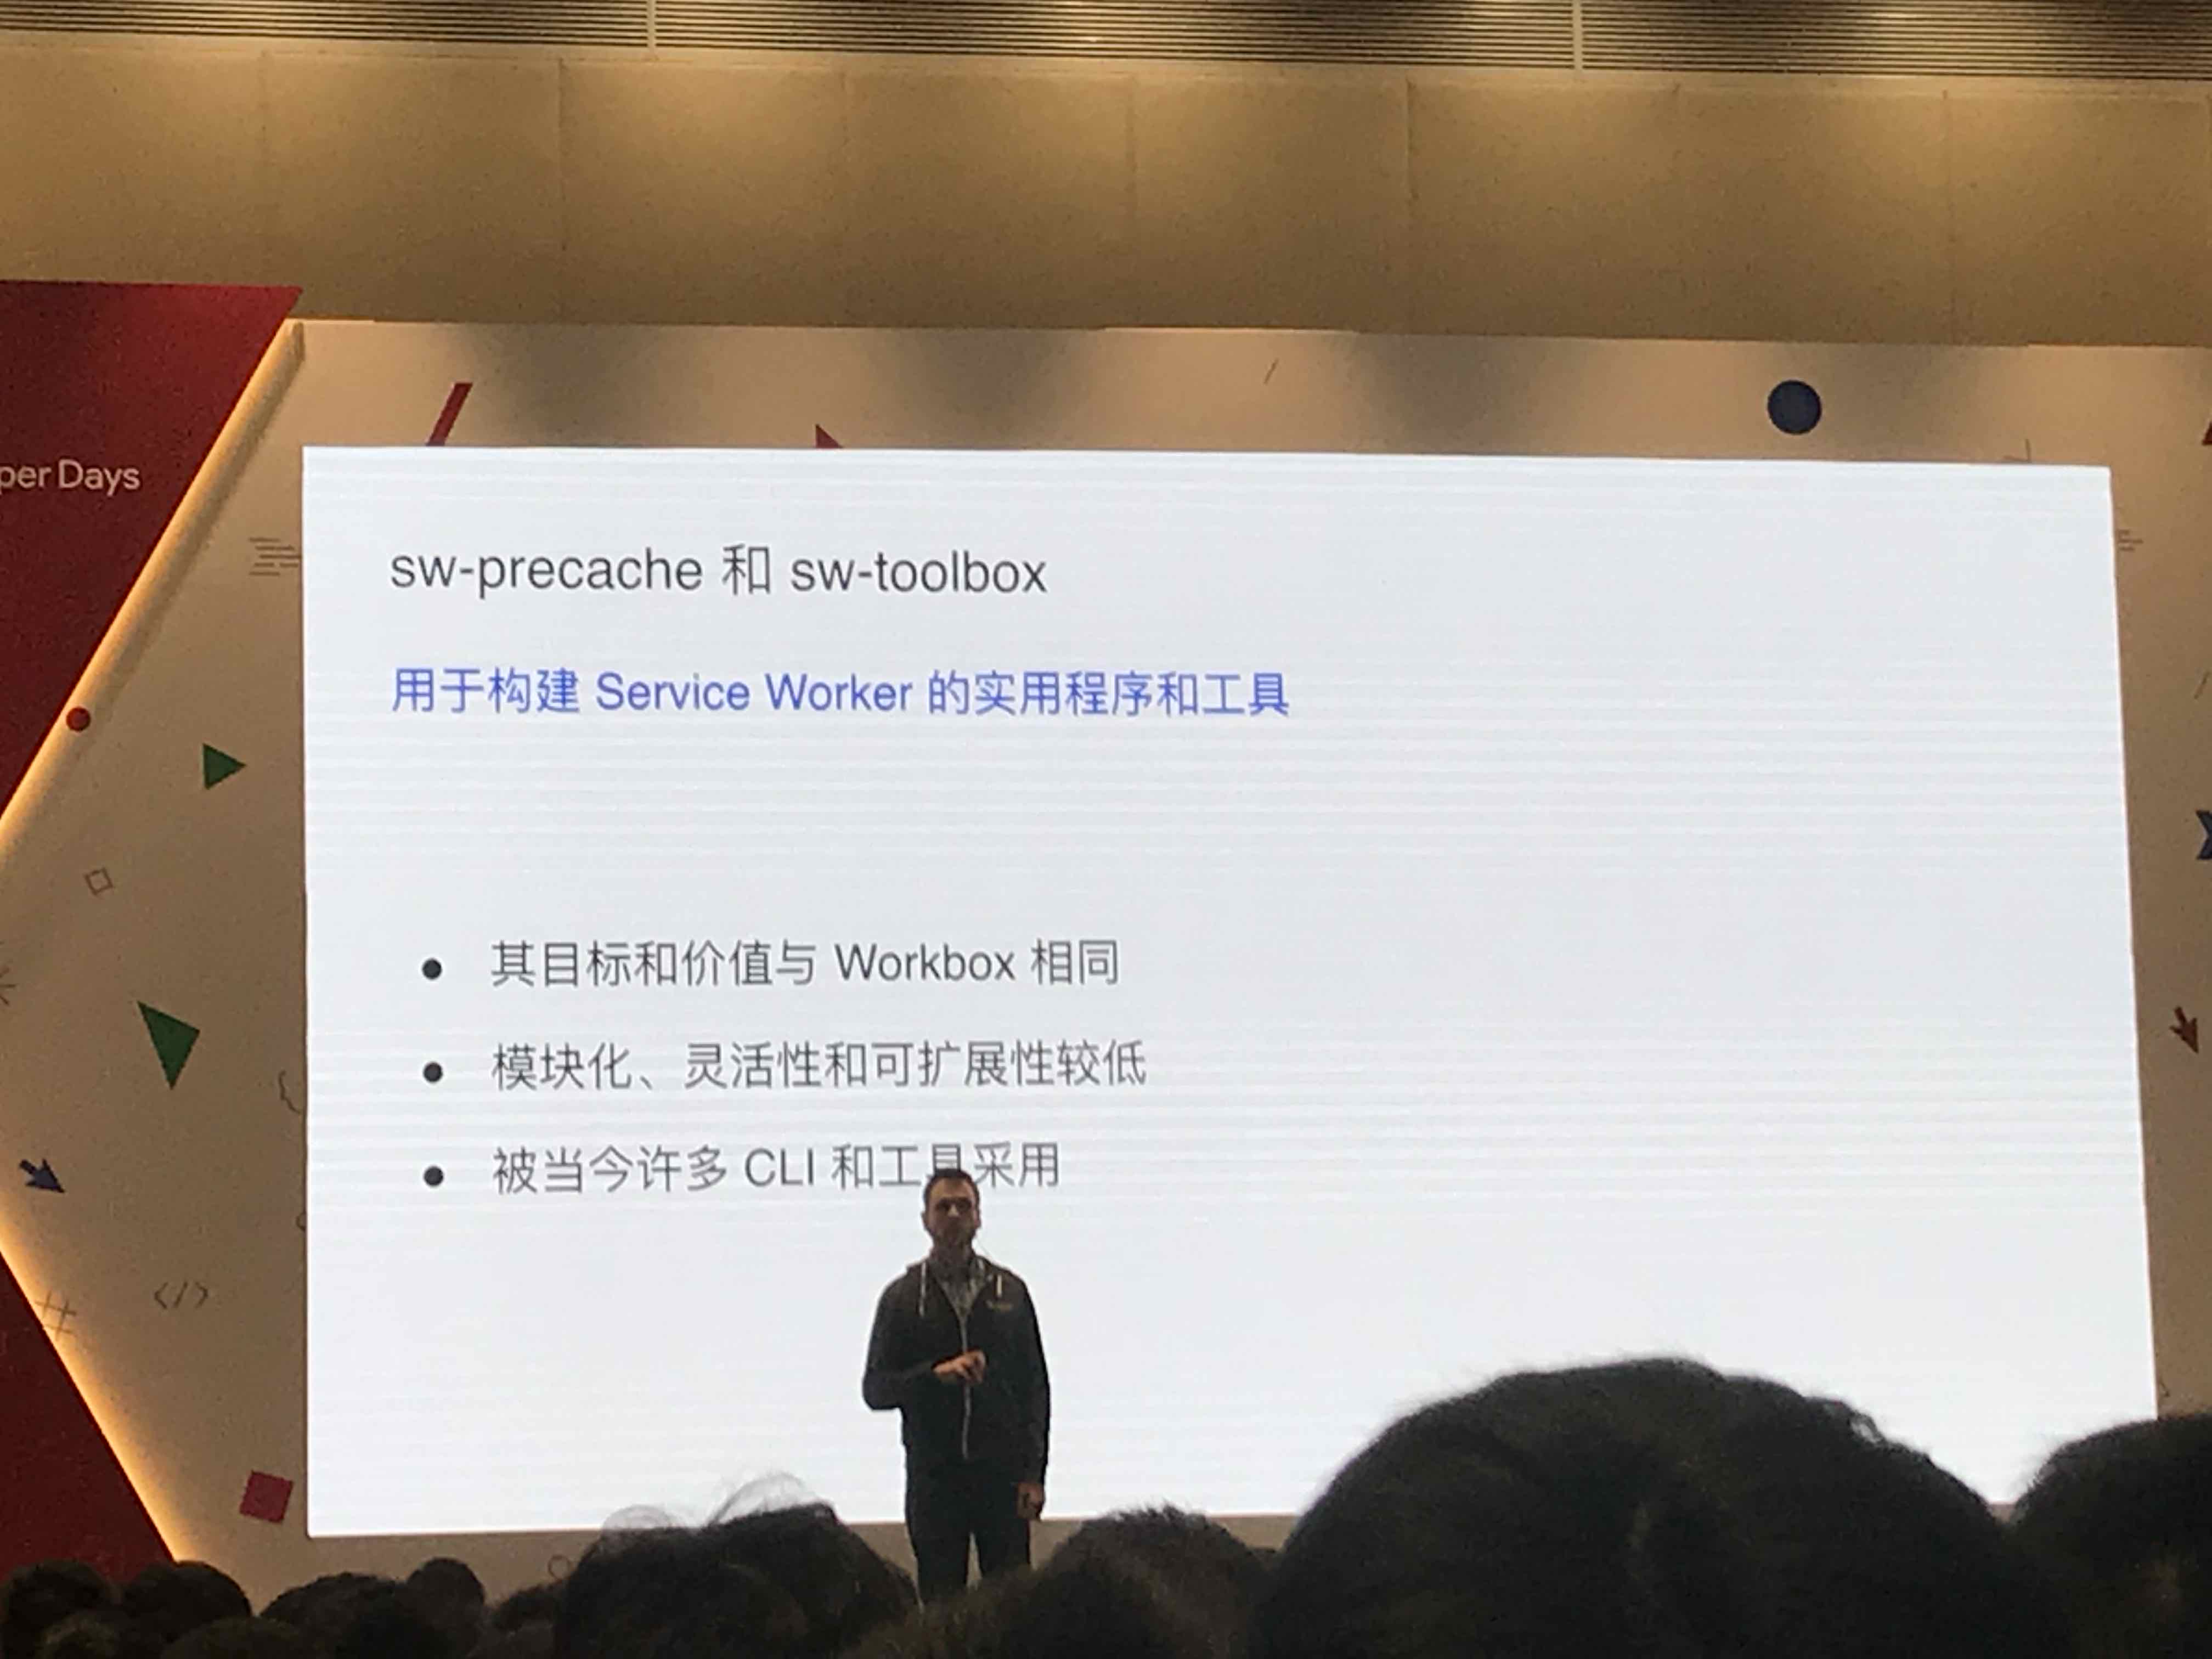 per Days
sw-precache 和 sw-toolbox
用于构建 Service Worker 的实用程序和工具
其目标和价值与 Workbox 相同
模块化、灵活性和可扩展性较低
被当今许多 CLI 和工具采用
</>